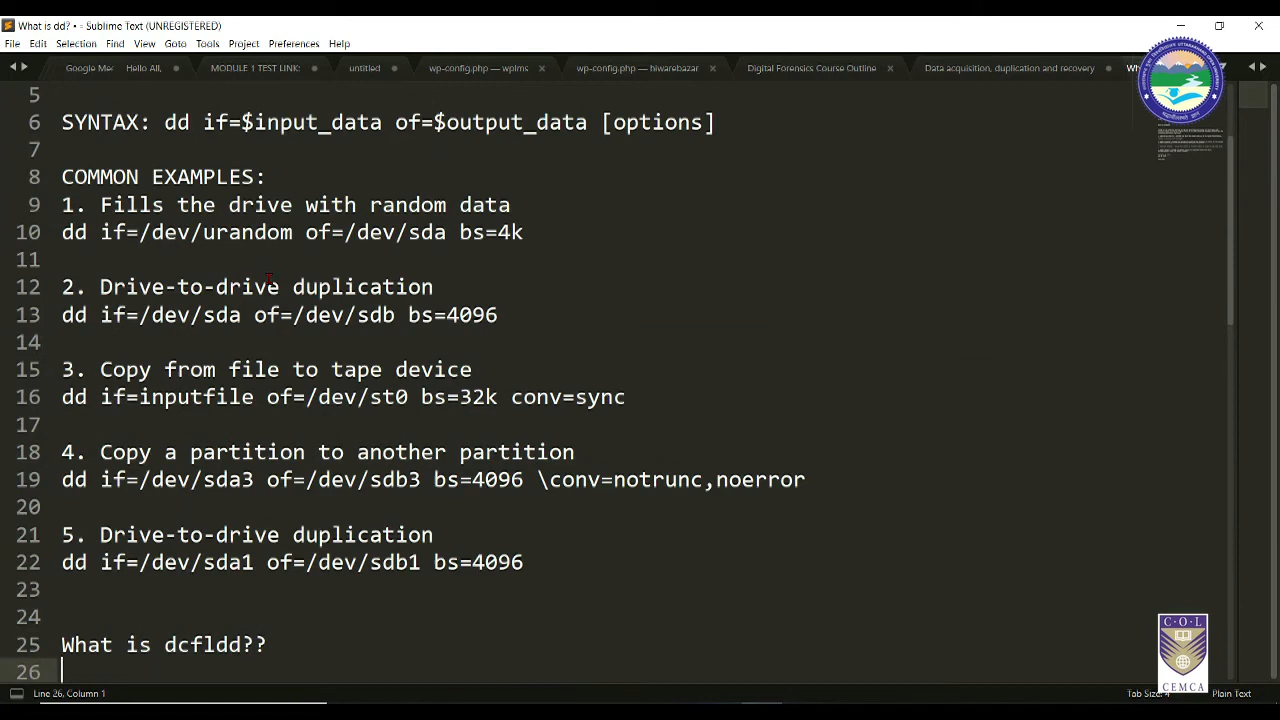 What is dd? • - Sublime Text (UNREGISTERED)
File Edit Selection Find View Goto Tools Project Preferences Help
Google Me Hello All, MODULE 1 TEST LINK: untitled wp-config.php — wplms wp-config.php — hiwarebazar Digital Forensics Course Outline Data acquisition, duplication and recovery Wh
5
6 SYNTAX: dd if=$input_data of=$output_data [options]
7
8 COMMON EXAMPLES:
9 1. Fills the drive with random data
10 dd if=/dev/urandom of=/dev/sda bs=4k
11
12 2. Drive-to-drive duplication
13 dd if=/dev/sda of=/dev/sdb bs=4096
14
15 3. Copy from file to tape device
16 dd if=inputfile of=/dev/st0 bs=32k conv=sync
17
18 4. Copy a partition to another partition
19 dd if=/dev/sda3 of=/dev/sdb3 bs=4096 \conv=notrunc,noerror
20
21 5. Drive-to-drive duplication
22 dd if=/dev/sda1 of=/dev/sdb1 bs=4096
23
24
25 What is dcfldd??
26
C·O·L
CEMCA
Line 26, Column 1 Tab Size: 4 Plain Text